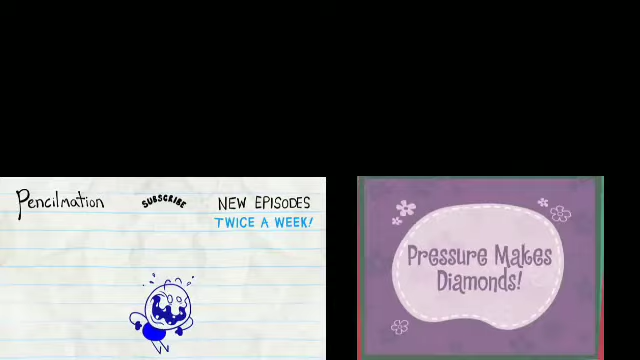 Pencilmation
SUBSCRIBE
NEW EPISODES
TWICE A WEEK!
Pressure Makes
Diamonds!